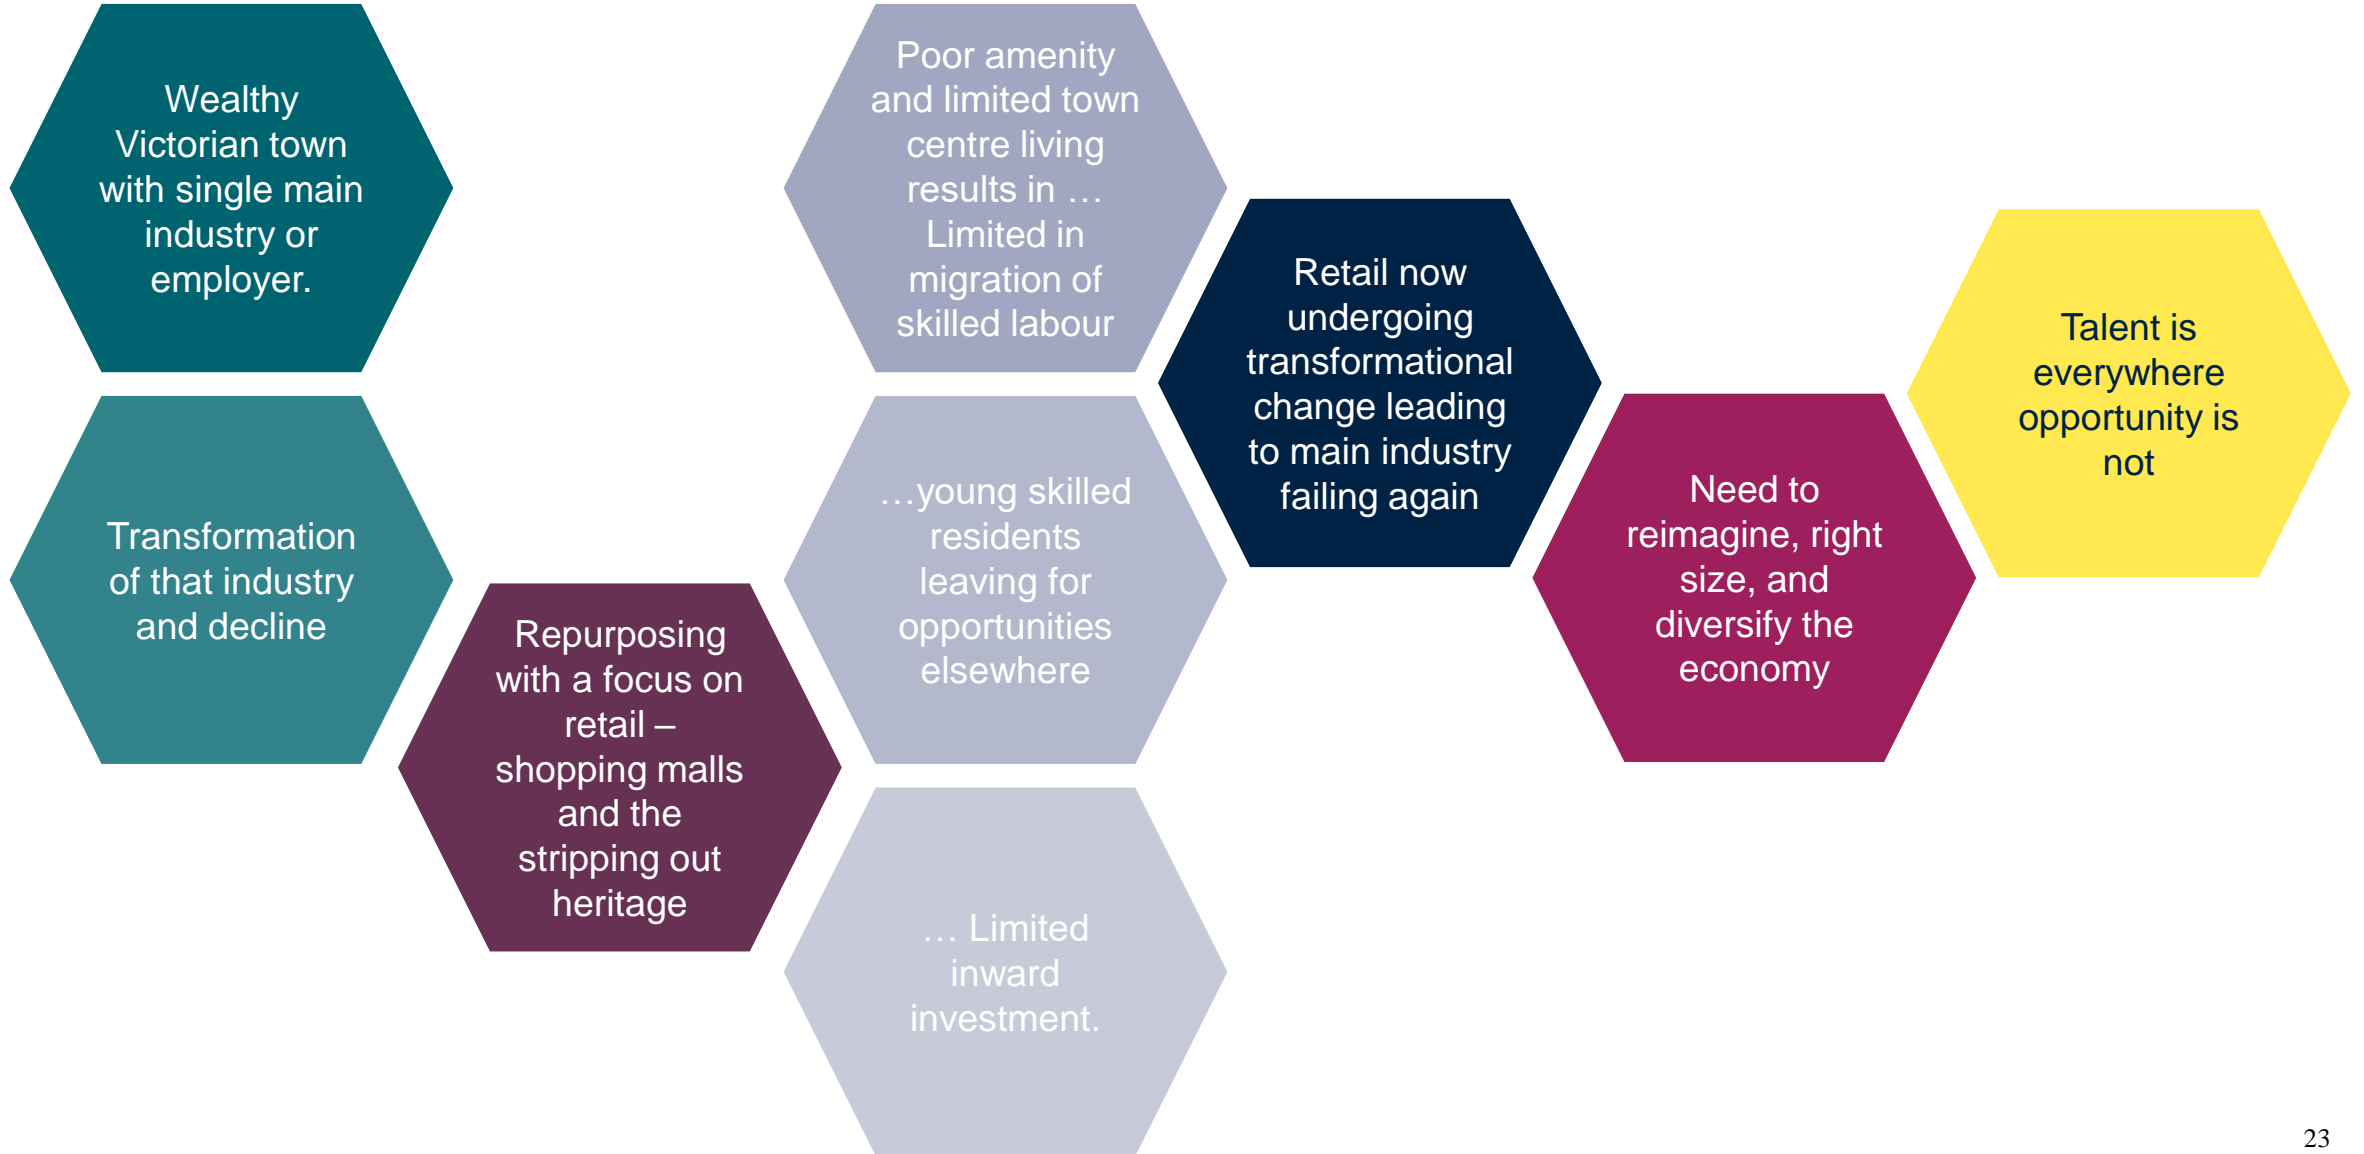 Wealthy
Victorian town
with single main
industry or
employer.
Transformation
of that industry
and decline
Repurposing
with a focus on
retail –
shopping malls
and the
stripping out
heritage
Poor amenity
and limited town
centre living
results in …
Limited in
migration of
skilled labour
…young skilled
residents
leaving for
opportunities
elsewhere
… Limited
inward
investment.
Retail now
undergoing
transformational
change leading
to main industry
failing again
Need to
reimagine, right
size, and
diversify the
economy
Talent is
everywhere
opportunity is
not
23